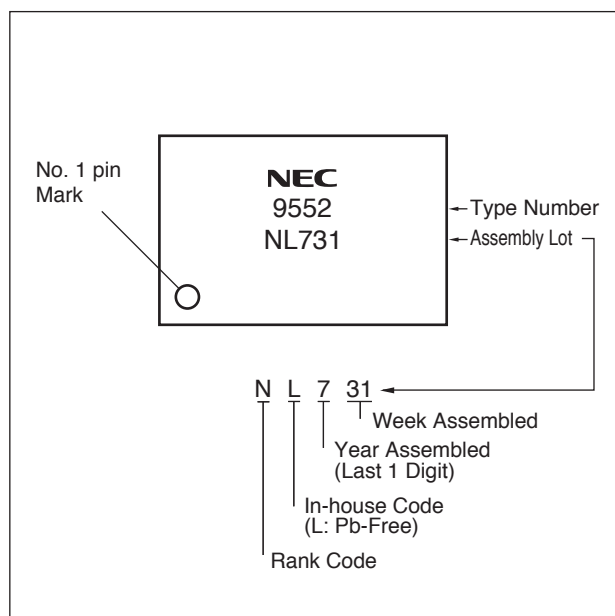 No. 1 pin
Mark
NEC
9552
NL731
Type Number
Assembly Lot
N L 7 31
Week Assembled
Year Assembled
(Last 1 Digit)
In-house Code
(L: Pb-Free)
Rank Code